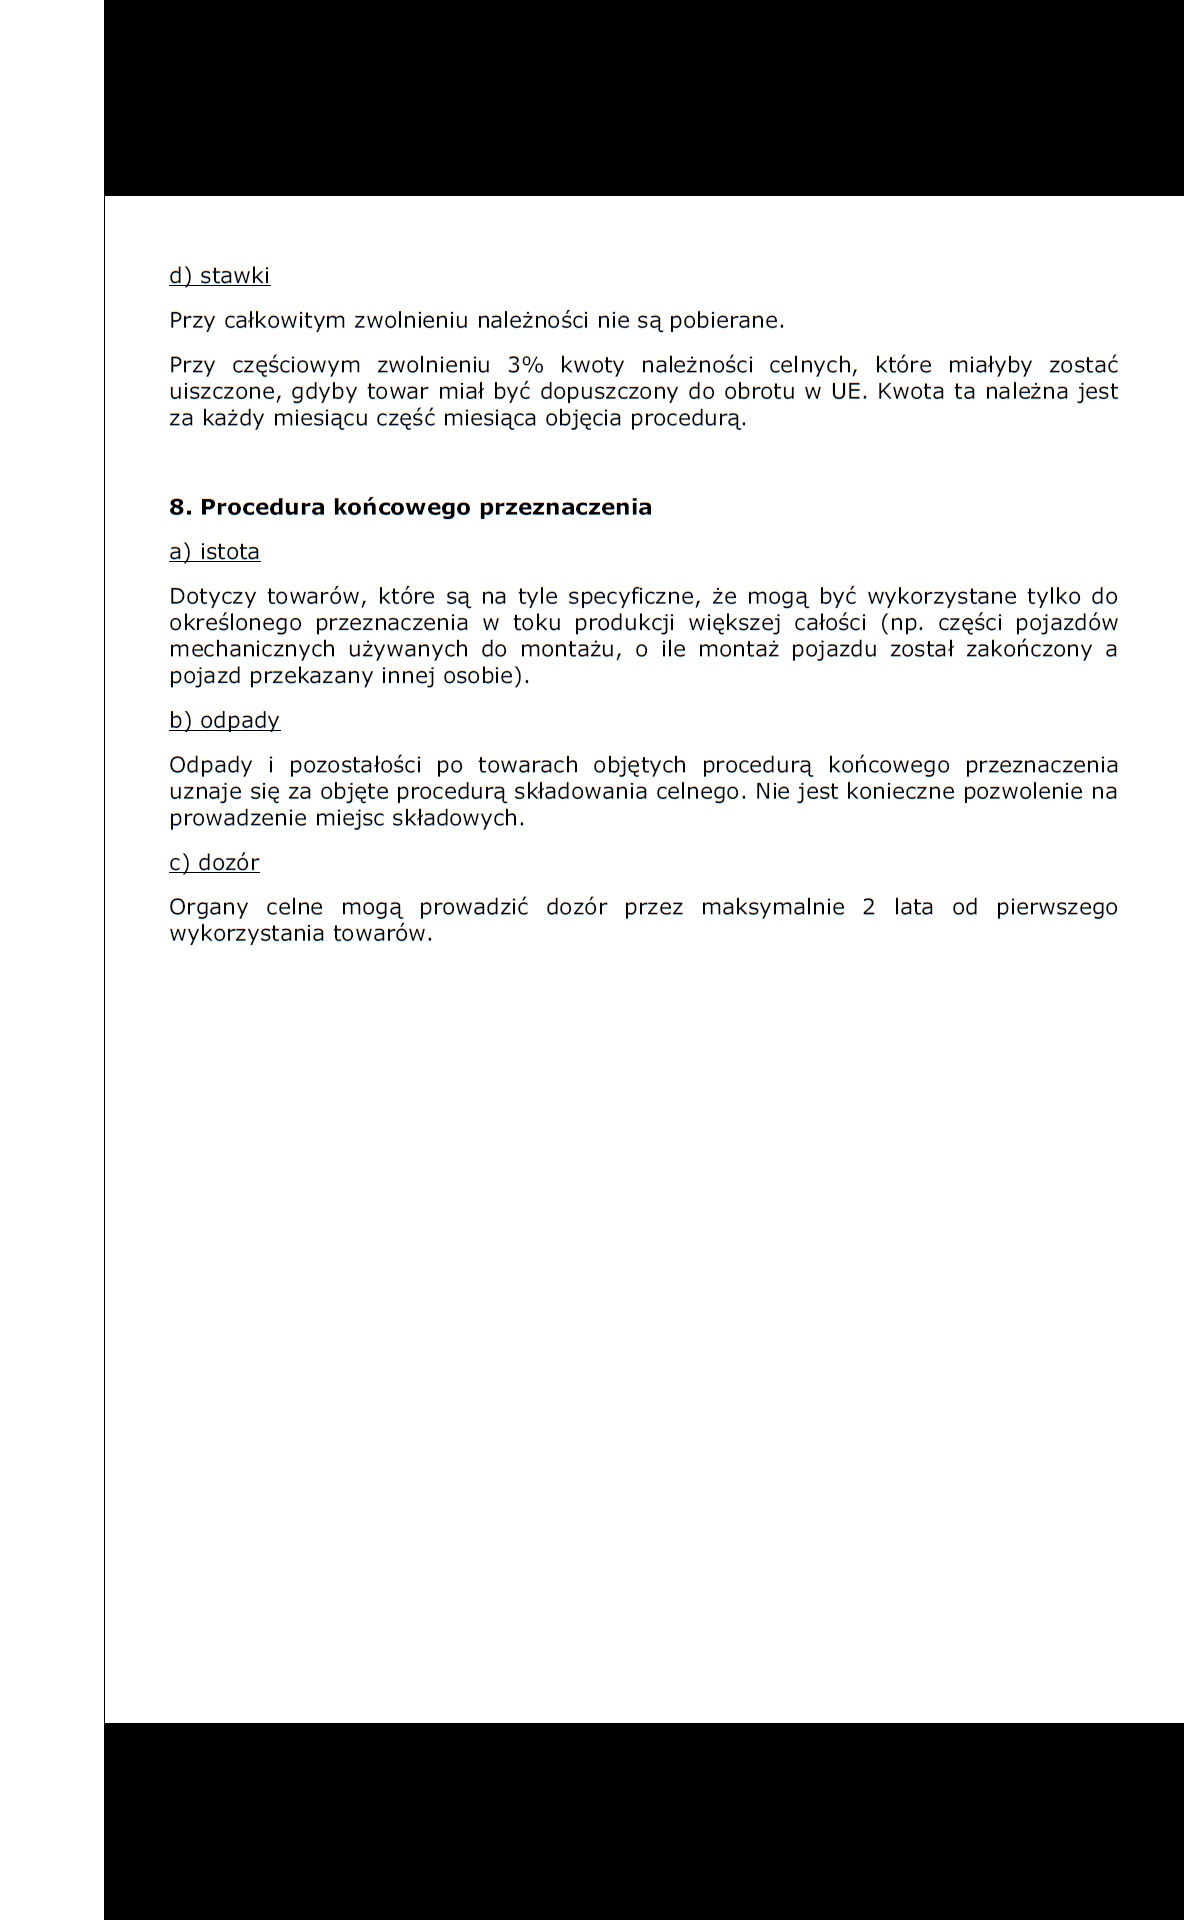 d) stawki
Przy całkowitym zwolnieniu należności nie są pobierane.
Przy częściowym zwolnieniu 3% kwoty należności celnych, które miałyby zostać
uiszczone, gdyby towar miał być dopuszczony do obrotu w UE. Kwota ta należna jest
za każdy miesiącu część miesiąca objęcia procedurą.
8. Procedura końcowego przeznaczenia
a) istota
Dotyczy towarów, które są na tyle specyficzne, że mogą być wykorzystane tylko do
określonego przeznaczenia w toku produkcji większej całości (np. części pojazdów
mechanicznych używanych do montażu, o ile montaż pojazdu został zakończony a
pojazd przekazany innej osobie).
b) odpady
Odpady i pozostałości po towarach objętych procedurą końcowego przeznaczenia
uznaje się za objęte procedurą składowania celnego. Nie jest konieczne pozwolenie na
prowadzenie miejsc składowych.
c) dozór
Organy celne mogą prowadzić dozór przez maksymalnie 2 lata od pierwszego
wykorzystania towarów.